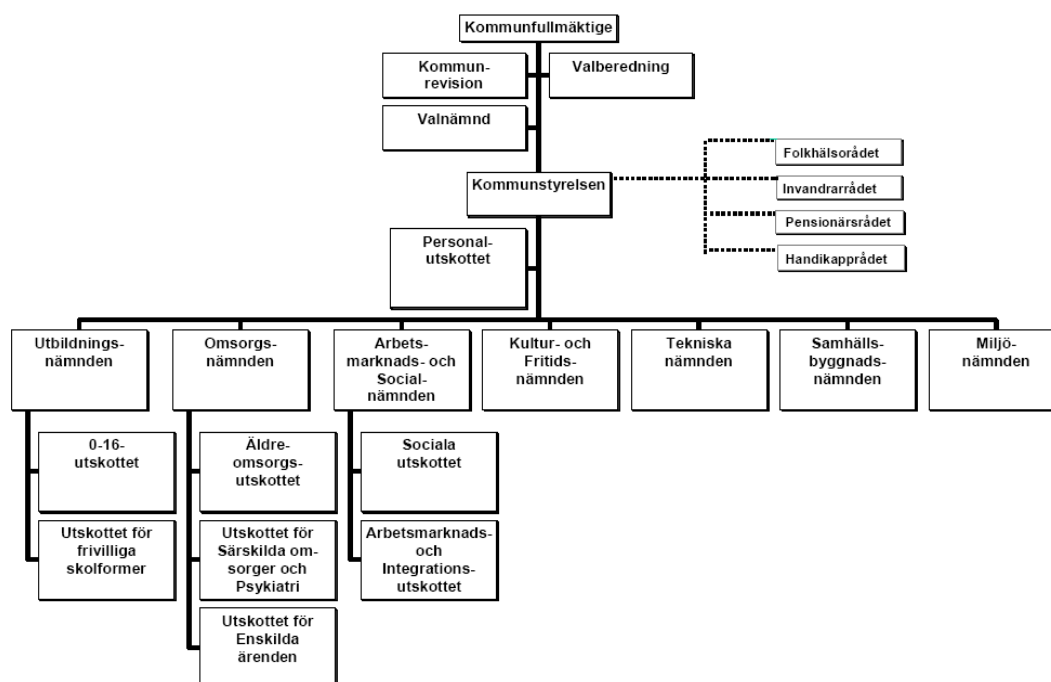 Kommunfullmäktige
Kommun-
revision
Valberedning
Valnämnd
Folkhälsorådet
Kommunstyrelsen
Invandrarrådet
Pensionärsrådet
Handikapprådet
Personal-
utskottet
Utbildnings-
nämnden
Omsorgs-
nämnden
Arbets-
marknads- och
Social-
nämnden
Kultur- och
Fritids-
nämnden
Tekniska
nämnden
Samhälls-
byggnads-
nämnden
Miljö-
nämnden
0-16-
utskottet
Äldre-
omsorgs-
utskottet
Sociala
utskottet
Utskottet för
frivilliga
skolformer
Utskottet för
Särskilda om-
sorger och
Psykiatri
Arbetsmarknads-
och
Integrations-
utskottet
Utskottet för
Enskilda
ärenden